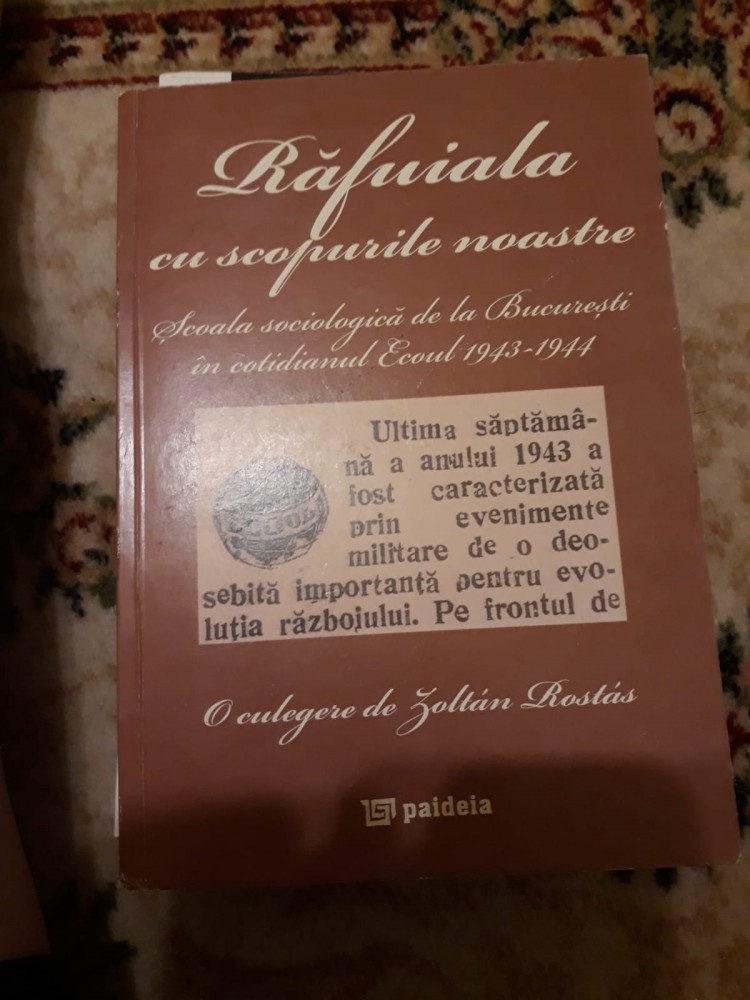 Răfuiala
cu scopurile noastre
Școala sociologică de la București
în cotidianul Ecoul 1943-1944
Ultima săptămâ-
nă a anului 1943 a
fost caracterizată
prin evenimente
militare de o deo-
sebită importanță pentru evo-
luția războiului. Pe frontul de
O culegere de Zoltán Rostás
paideia